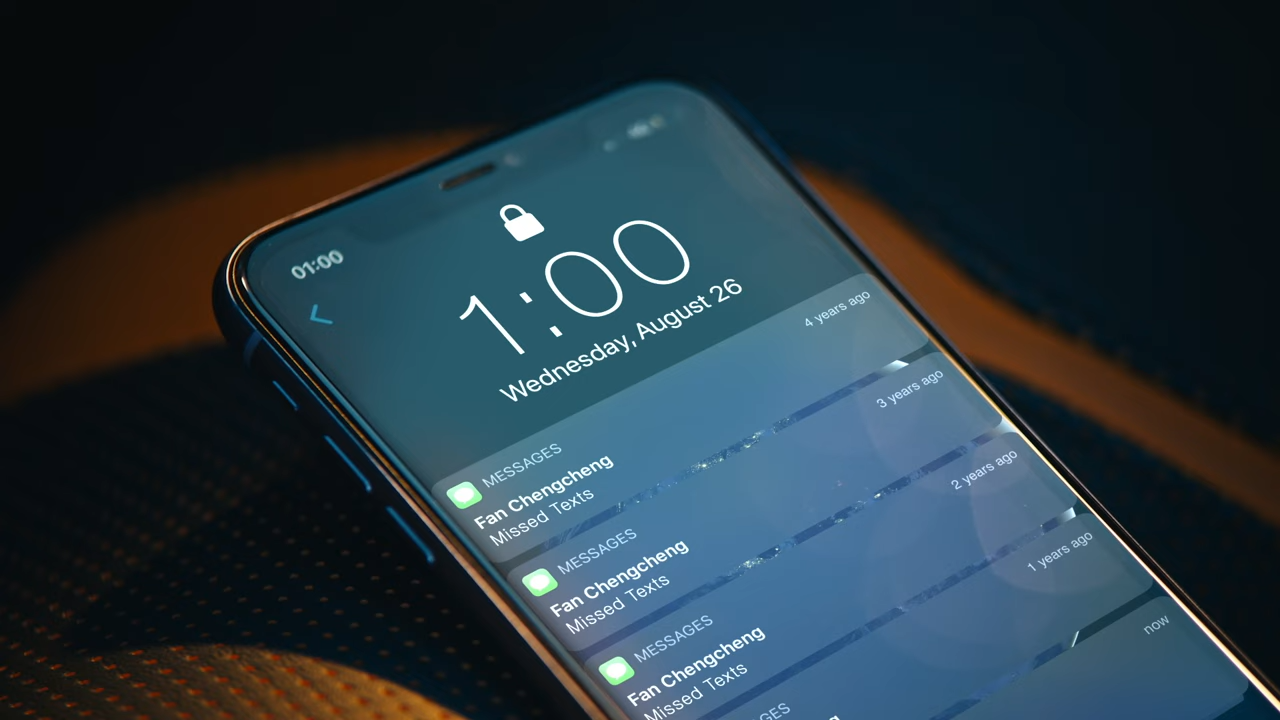 01:00
1:00
Wednesday, August 26
4 years ago
MESSAGES
Fan Chengcheng
Missed Texts
3 years ago
MESSAGES
Fan Chengcheng
Missed Texts
2 years ago
MESSAGES
Fan Chengcheng
Missed Texts
1 years ago
now